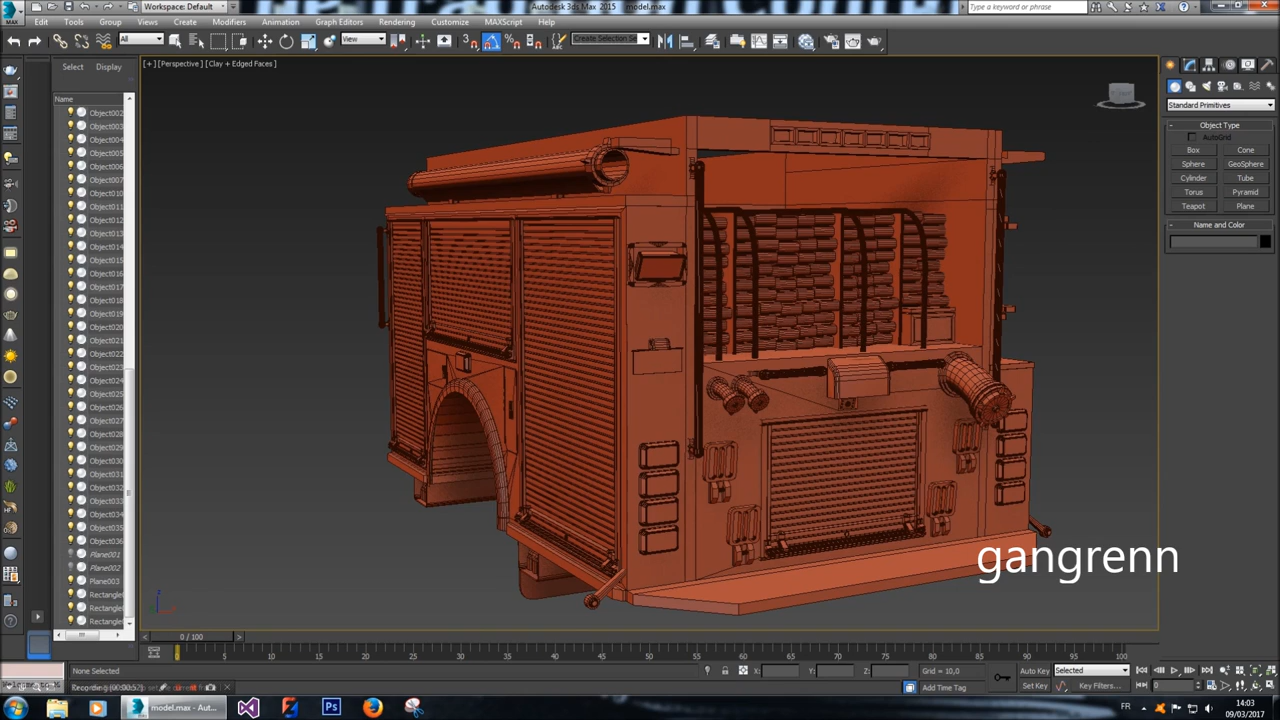 Workspace: Default
Autodesk 3ds Max 2015
model.max
Type a keyword or phrase
MAX
Edit Tools Group Views Create Modifiers Animation Graph Editors Rendering Customize MAXScript Help
All
View
Create Selection Se
[+] [Perspective] [Clay + Edged Faces]
Select Display
Name
Object002
Object003
Object004
Object005
Object006
Object007
Object010
Object011
Object012
Object013
Object014
Object015
Object016
Object017
Object018
Object019
Object020
Object021
Object022
Object023
Object024
Object025
Object026
Object027
Object028
Object029
Object030
Object031
Object032
Object033
Object034
Object035
Object036
Plane001
Plane002
Plane003
Rectangle
Rectangle
Rectangle
Standard Primitives
Object Type
AutoGrid
Box Cone
Sphere GeoSphere
Cylinder Tube
Torus Pyramid
Teapot Plane
Name and Color
gangrenn
0 / 100
0 5 10 15 20 25 30 35 40 45 50 55 60 65 70 75 80 85 90 95 100
None Selected
X: Y: Z:
Grid = 10,0
Auto Key Selected
Add Time Tag
Set Key Key Filters...
0
model.max - Aut...
FR
14:03
09/03/2017